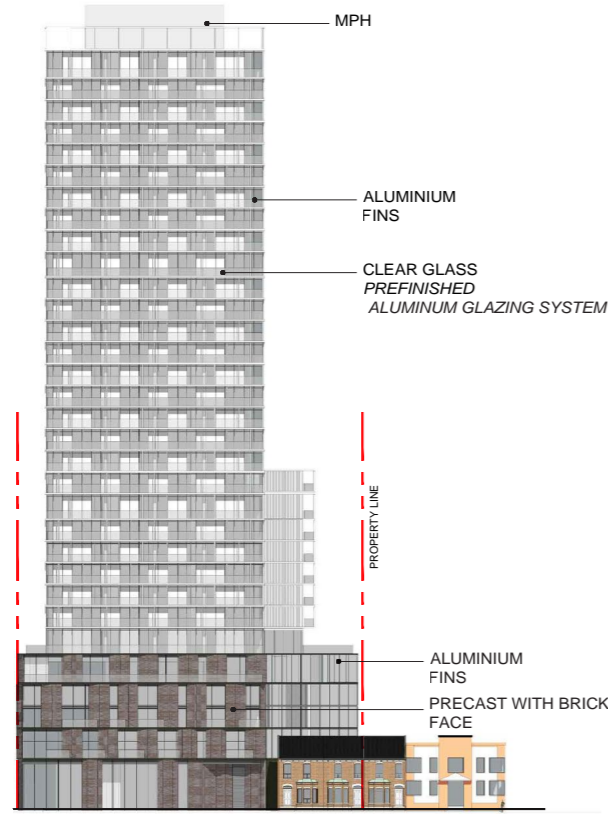 MPH
ALUMINIUM
FINS
CLEAR GLASS
PREFINISHED
ALUMINUM GLAZING SYSTEM
PROPERTY LINE
ALUMINIUM
FINS
PRECAST WITH BRICK
FACE